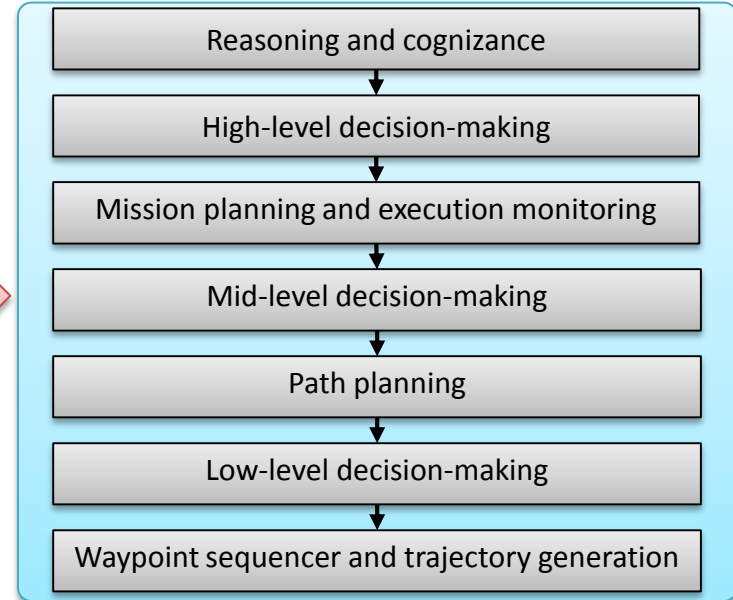 Reasoning and cognizance
High-level decision-making
Mission planning and execution monitoring
Mid-level decision-making
Path planning
Low-level decision-making
Waypoint sequencer and trajectory generation